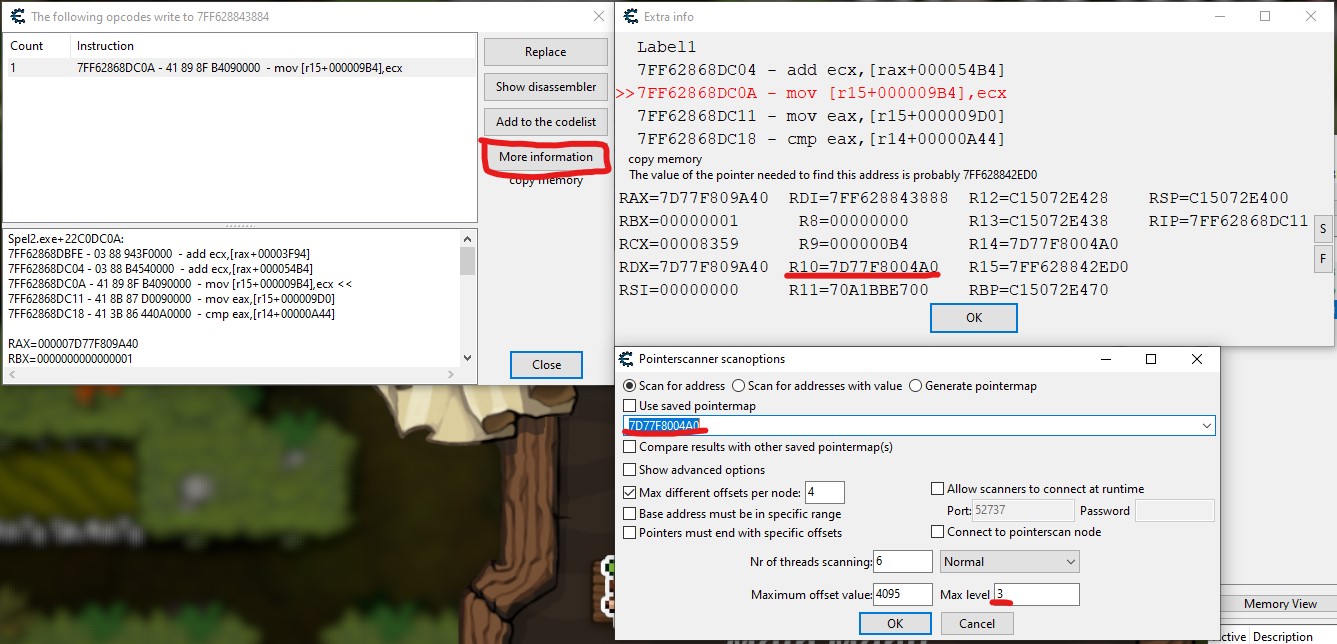 The following opcodes write to 7FF628843884
Count Instruction
1 7FF62868DC0A - 41 89 8F B4090000 - mov [r15+000009B4],ecx
Replace
Show disassembler
Add to the codelist
More information
copy memory
Spel2.exe+22C0DC0A:
7FF62868DBFE - 03 88 943F0000 - add ecx,[rax+00003F94]
7FF62868DC04 - 03 88 B4540000 - add ecx,[rax+000054B4]
7FF62868DC0A - 41 89 8F B4090000 - mov [r15+000009B4],ecx <<
7FF62868DC11 - 41 8B 87 D0090000 - mov eax,[r15+000009D0]
7FF62868DC18 - 41 3B 86 440A0000 - cmp eax,[r14+00000A44]
RAX=000007D77F809A40
RBX=0000000000000001
Close
Extra info
Label1
7FF62868DC04 - add ecx,[rax+000054B4]
>>7FF62868DC0A - mov [r15+000009B4],ecx
7FF62868DC11 - mov eax,[r15+000009D0]
7FF62868DC18 - cmp eax,[r14+00000A44]
copy memory
The value of the pointer needed to find this address is probably 7FF628842ED0
RAX=7D77F809A40 RDI=7FF628843888 R12=C15072E428 RSP=C15072E400
RBX=00000001 R8=00000000 R13=C15072E438 RIP=7FF62868DC11
RCX=00008359 R9=000000B4 R14=7D77F8004A0
RDX=7D77F809A40 R10=7D77F8004A0 R15=7FF628842ED0
RSI=00000000 R11=70A1BBE700 RBP=C15072E470
S
F
OK
Pointerscanner scanoptions
Scan for address Scan for addresses with value Generate pointermap
Use saved pointermap
7D77F8004A0
Compare results with other saved pointermap(s)
Show advanced options
Max different offsets per node: 4
Allow scanners to connect at runtime
Base address must be in specific range
Port: 52737 Password
Pointers must end with specific offsets
Connect to pointerscan node
Nr of threads scanning: 6 Normal
Maximum offset value: 4095 Max level 3
OK Cancel
Memory View
ctive Description